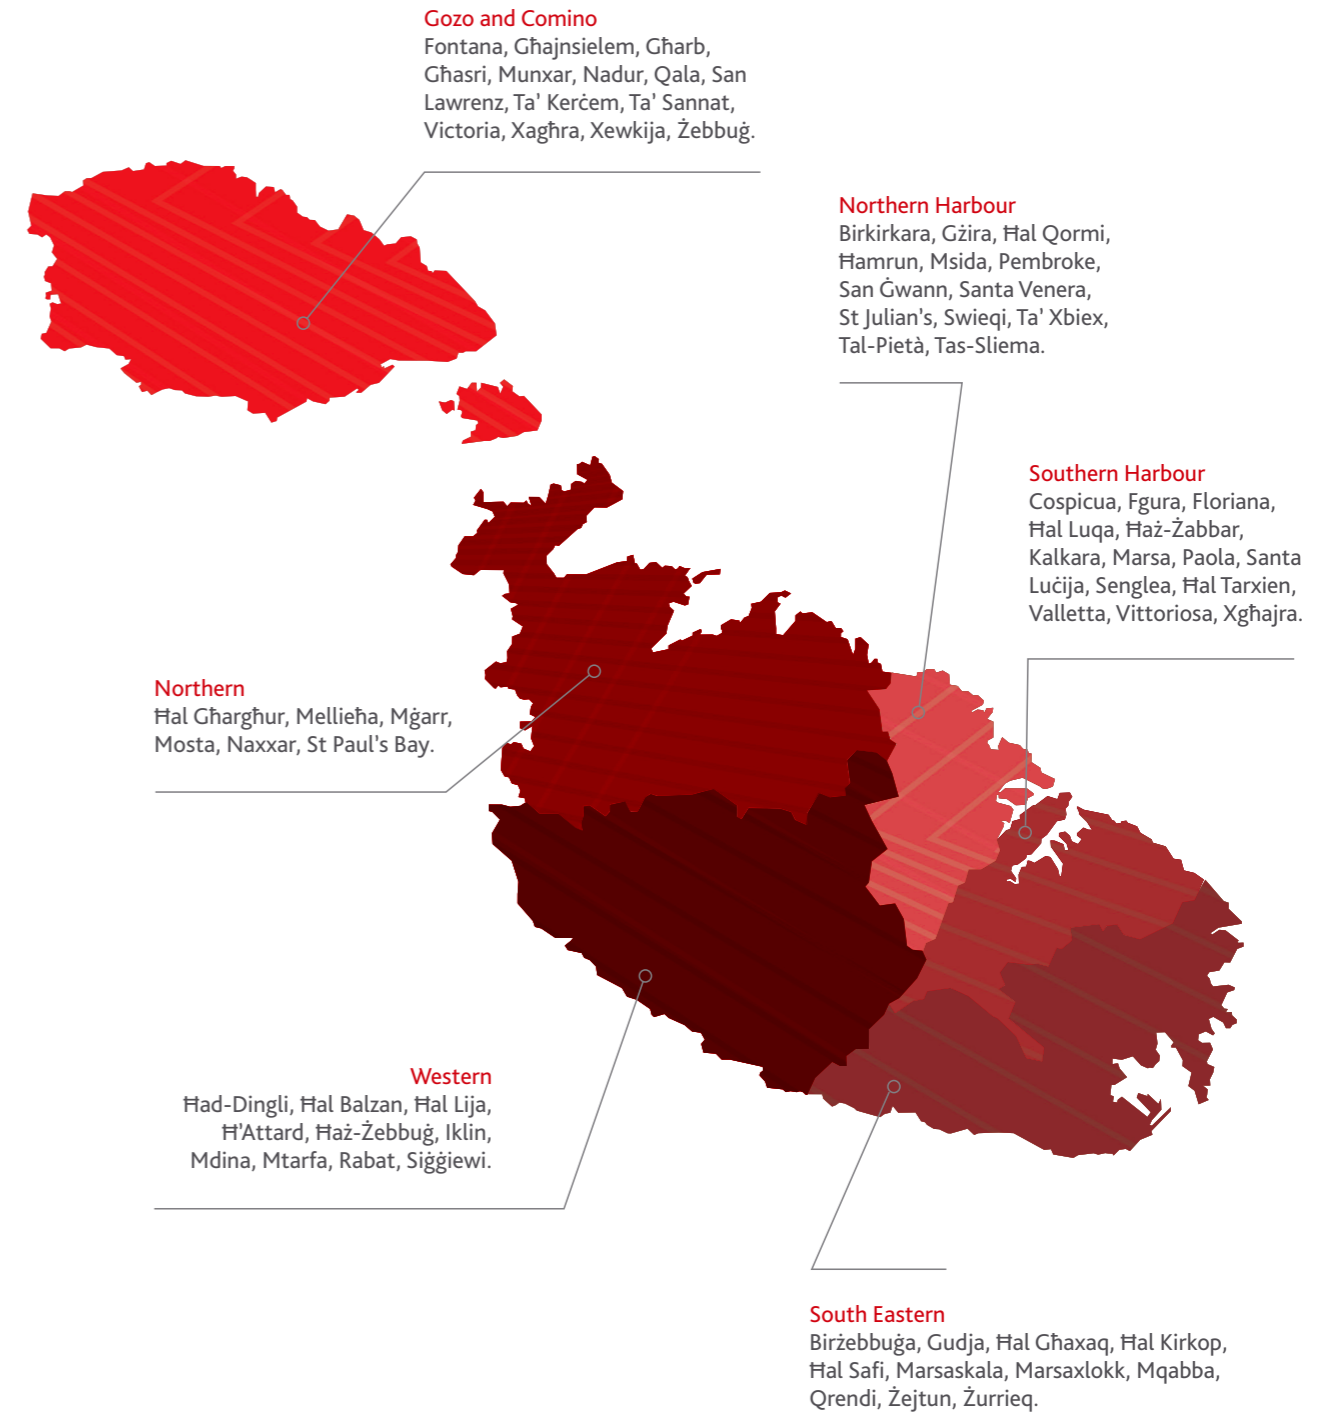 Gozo and Comino
Fontana, Għajnsielem, Għarb,
Għasri, Munxar, Nadur, Qala, San
Lawrenz, Ta' Kerċem, Ta' Sannat,
Victoria, Xagħra, Xewkija, Żebbuġ.
Northern Harbour
Birkirkara, Gżira, Ħal Qormi,
Ħamrun, Msida, Pembroke,
San Ġwann, Santa Venera,
St Julian's, Swieqi, Ta' Xbiex,
Tal-Pietà, Tas-Sliema.
Southern Harbour
Cospicua, Fgura, Floriana,
Ħal Luqa, Ħaż-Żabbar,
Kalkara, Marsa, Paola, Santa
Luċija, Senglea, Ħal Tarxien,
Valletta, Vittoriosa, Xgħajra.
Northern
Ħal Għargħur, Mellieħa, Mġarr,
Mosta, Naxxar, St Paul's Bay.
Western
Ħad-Dingli, Ħal Balzan, Ħal Lija,
Ħ'Attard, Ħaż-Żebbuġ, Iklin,
Mdina, Mtarfa, Rabat, Siġġiewi.
South Eastern
Birżebbuġa, Gudja, Ħal Għaxaq, Ħal Kirkop,
Ħal Safi, Marsaskala, Marsaxlokk, Mqabba,
Qrendi, Żejtun, Żurrieq.